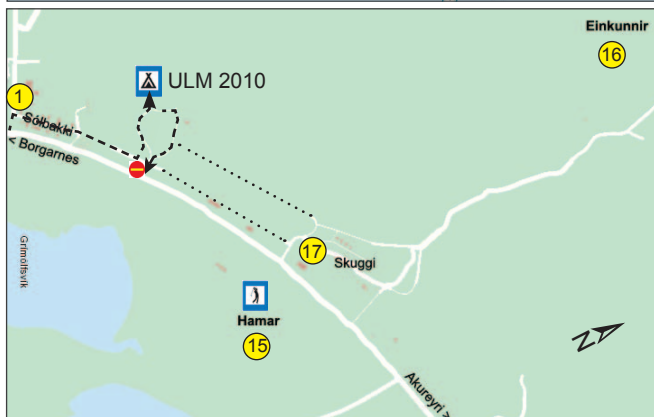 Einkunnir
16
ULM 2010
1
Sólbakki
< Borgarnes
17
Skuggi
Grímólfsvík
Hamar
15
N
Akureyri >